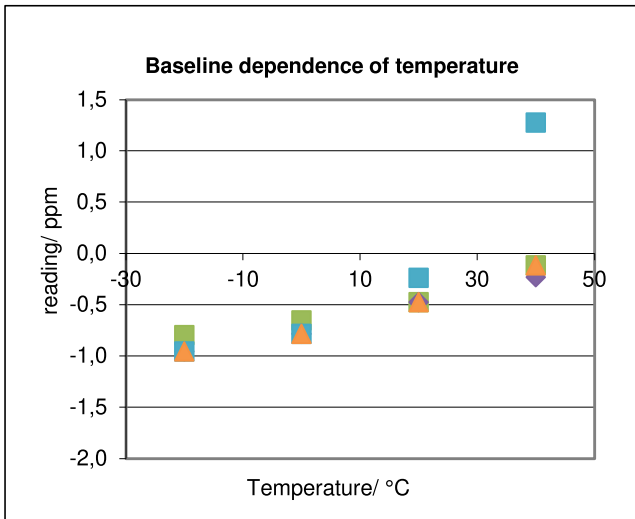 Baseline dependence of temperature
1,5
1,0
0,5
0,0
-30 -10 10 30 50
-0,5
-1,0
-1,5
-2,0
reading/ ppm
Temperature/ °C